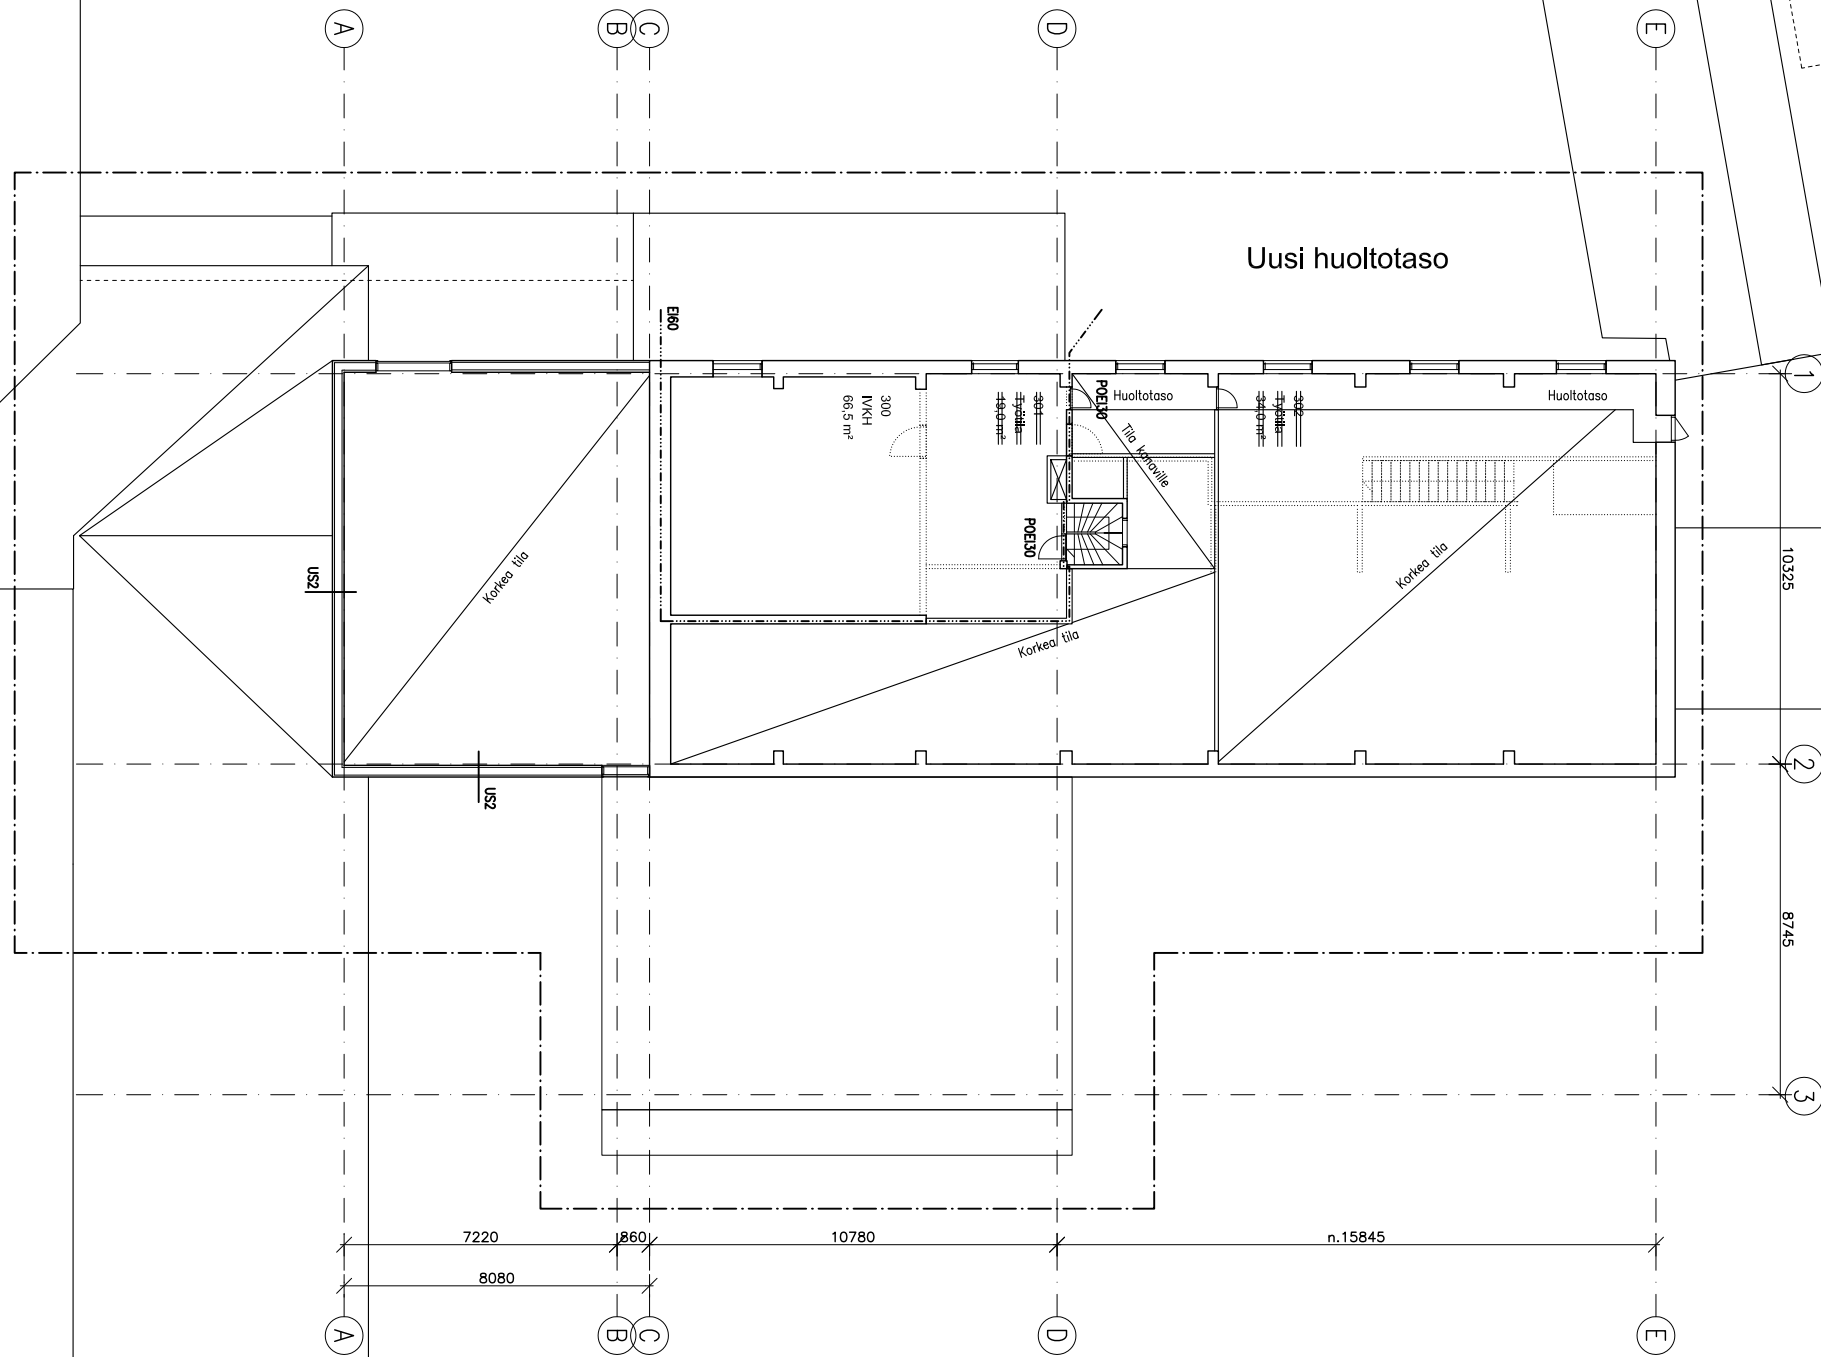 A
B
C
D
E
Uusi huoltotaso
EI60
1
300
IVKH
66,5 m²
301
Työtila
19,0 m²
POEI30
Huoltotaso
302
Työtila
34,0 m²
Huoltotaso
Tila kanaville
POEI30
Korkea tila
Korkea tila
Korkea tila
US2
US2
10325
2
8745
3
7220
860
10780
n.15845
8080
A
B
C
D
E